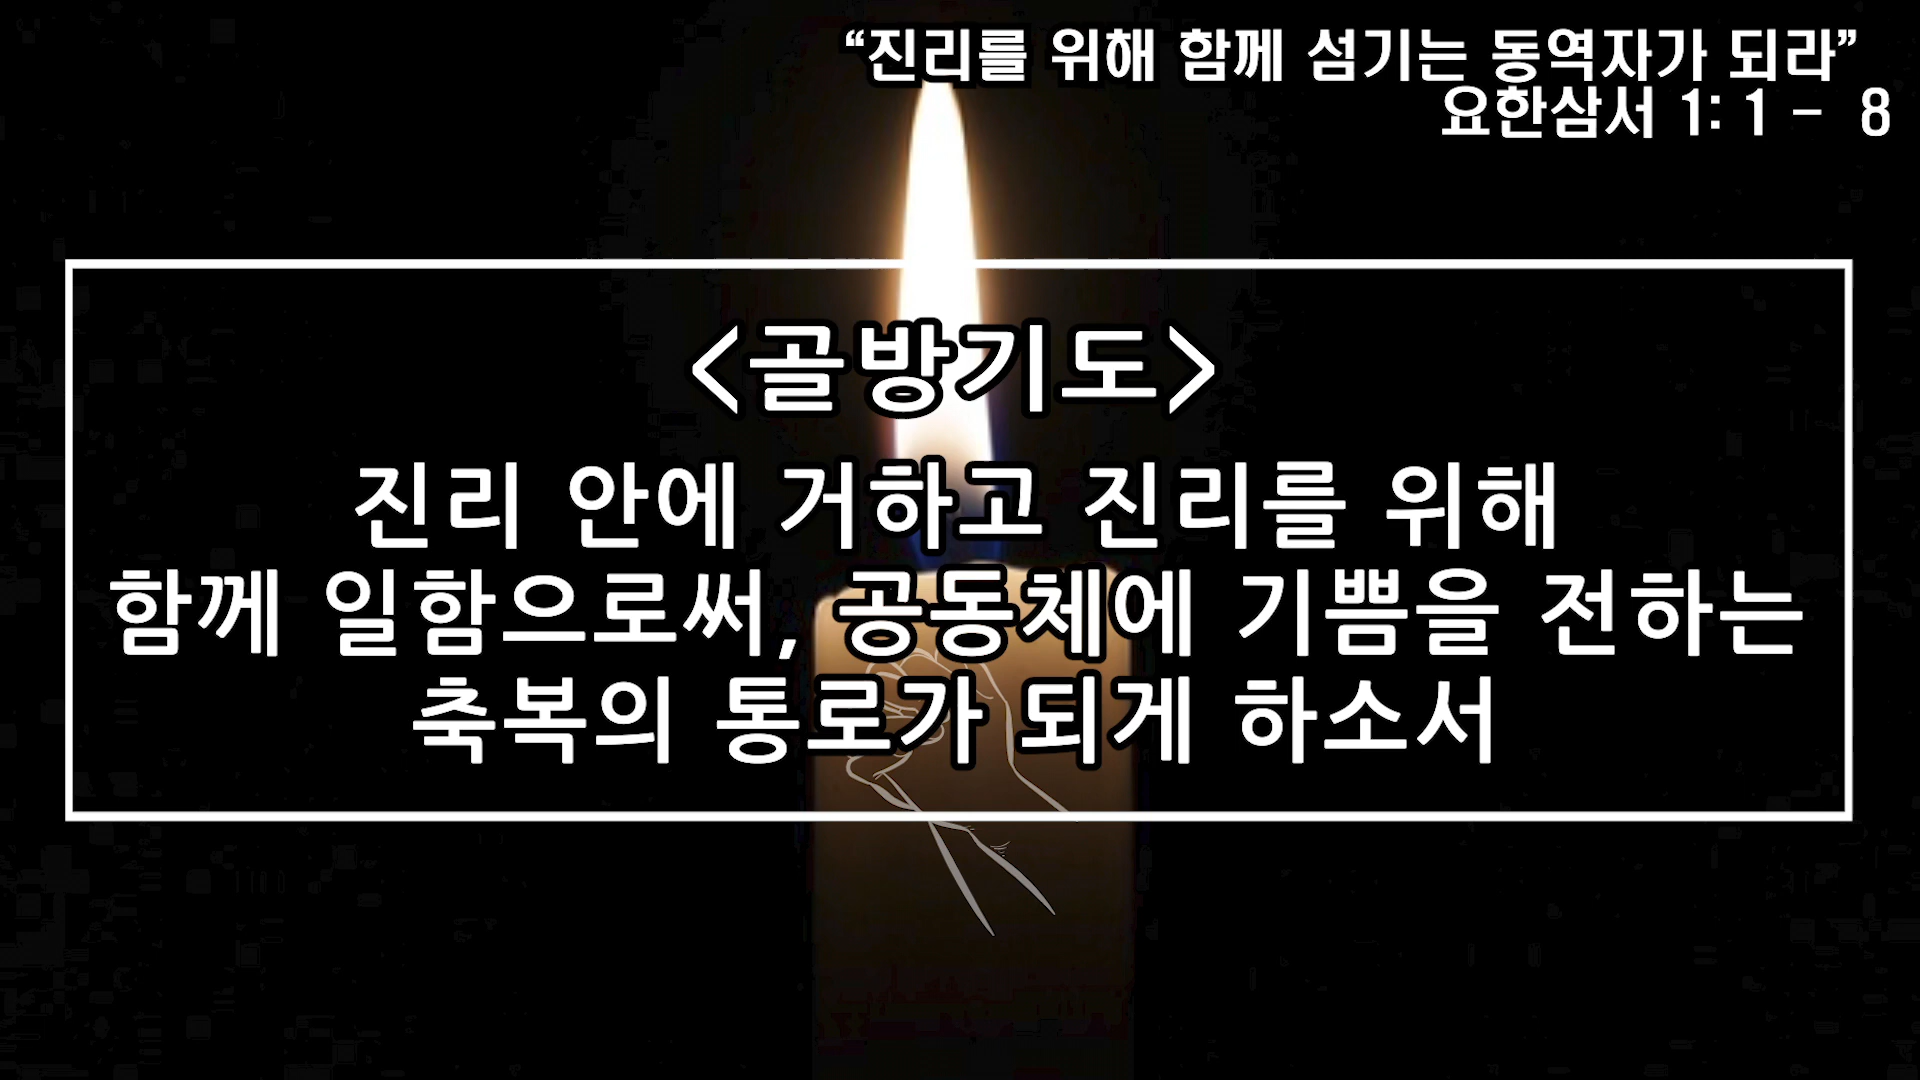 “진리를 위해 함께 섬기는 동역자가 되라”
요한삼서 1: 1 - 8
<골방기도>
진리 안에 거하고 진리를 위해
함께 일함으로써, 공동체에 기쁨을 전하는
축복의 통로가 되게 하소서